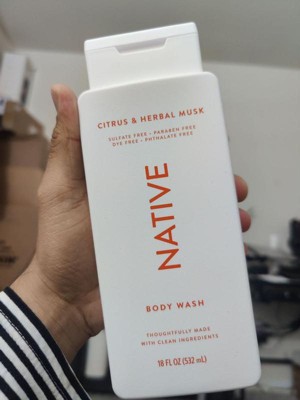 CITRUS & HERBAL MUSK
SULFATE FREE • PARABEN FREE
DYE FREE • PHTHALATE FREE
NATIVE
BODY WASH
THOUGHTFULLY MADE
WITH CLEAN INGREDIENTS
18 FL OZ (532 mL)